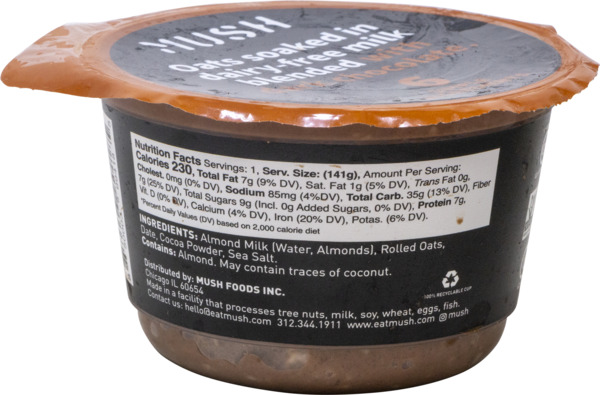 MUSH
Oats soaked in
dairy-free milk
blended with
Nutrition Facts Servings: 1, Serv. Size: (141g), Amount Per Serving:
Calories 230, Total Fat 7g (9% DV), Sat. Fat 1g (5% DV), Trans Fat 0g,
Cholest. 0mg (0% DV), Sodium 85mg (4%DV), Total Carb. 35g (13% DV), Fiber
7g (25% DV), Total Sugars 9g (Incl. 0g Added Sugars, 0% DV), Protein 7g,
Vit. D (0% DV), Calcium (4% DV), Iron (20% DV), Potas. (6% DV).
*Percent Daily Values (DV) based on 2,000 calorie diet
INGREDIENTS: Almond Milk (Water, Almonds), Rolled Oats,
Date, Cocoa Powder, Sea Salt.
Contains: Almond. May contain traces of coconut.
Distributed by: MUSH FOODS INC.
Chicago IL 60654
Made in a facility that processes tree nuts, milk, soy, wheat, eggs, fish.
Contact us: hello@eatmush.com 312.344.1911 www.eatmush.com @mush
100% RECYCLABLE CUP